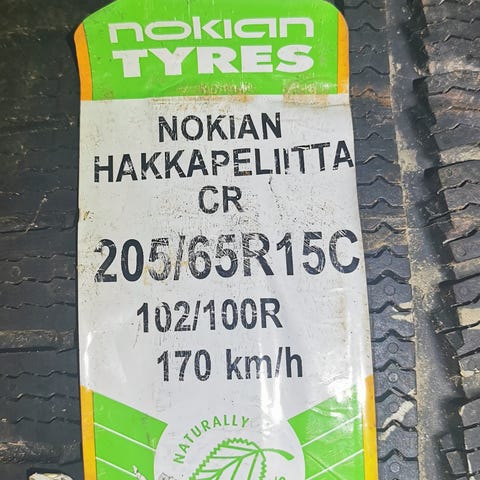 nokian
TYRES
NOKIAN
HAKKAPELIITTA
CR
205/65R15C
102/100R
170 km/h
NATURALLY